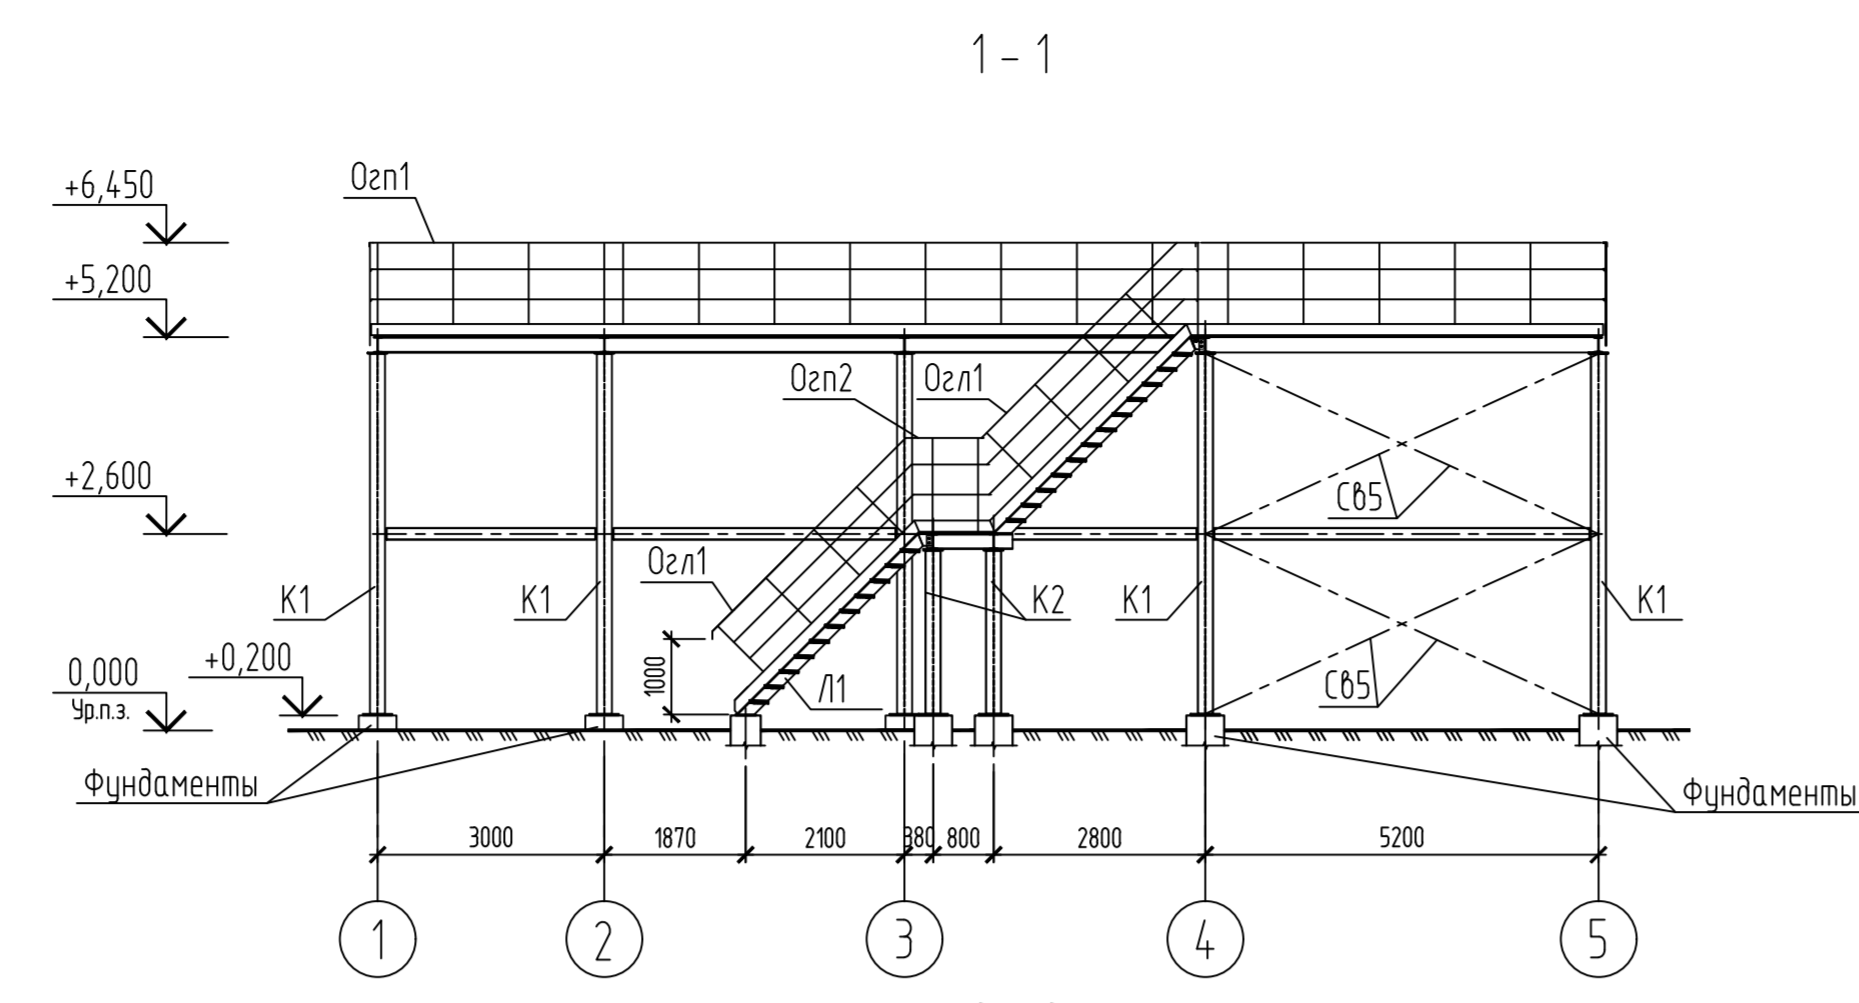 1 - 1
Огп1
+6,450
+5,200
Огп2
Огл1
+2,600
Св5
Огл1
К1
К1
К2
К1
К1
+0,200
0,000
Ур.п.з.
1000
Л1
Св5
Фундаменты
Фундаменты
3000
1870
2100
380
800
2800
5200
1
2
3
4
5